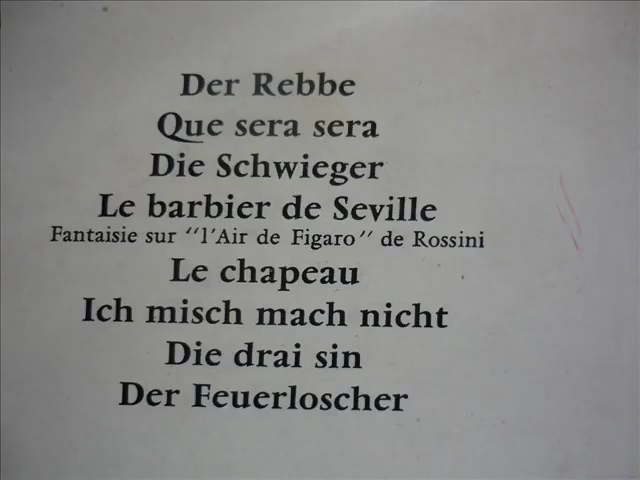 Der Rebbe
Que sera sera
Die Schwieger
Le barbier de Seville
Fantaisie sur "l'Air de Figaro" de Rossini
Le chapeau
Ich misch mach nicht
Die drai sin
Der Feuerloscher